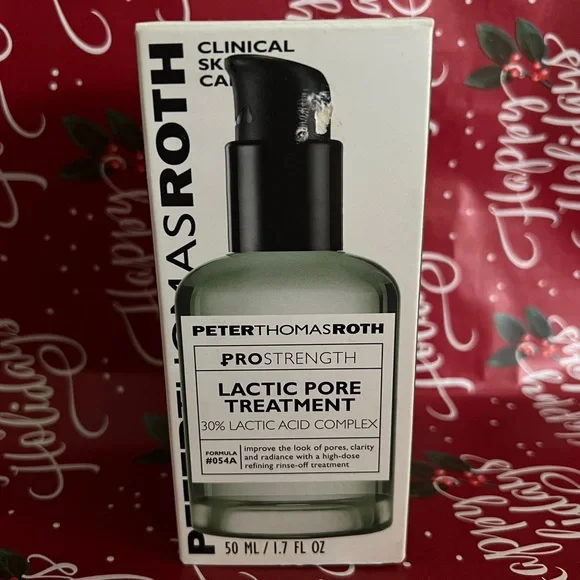 CLINICAL
PETERTHOMASROTH
PETERTHOMASROTH
PROSTRENGTH
LACTIC PORE
TREATMENT
30% LACTIC ACID COMPLEX
FORMULA
#054A
improve the look of pores, clarity
and radiance with a high-dose
refining rinse-off treatment
50 ML / 1.7 FL OZ
Happy
Holidays
Happy
Holidays
Happy
Holidays